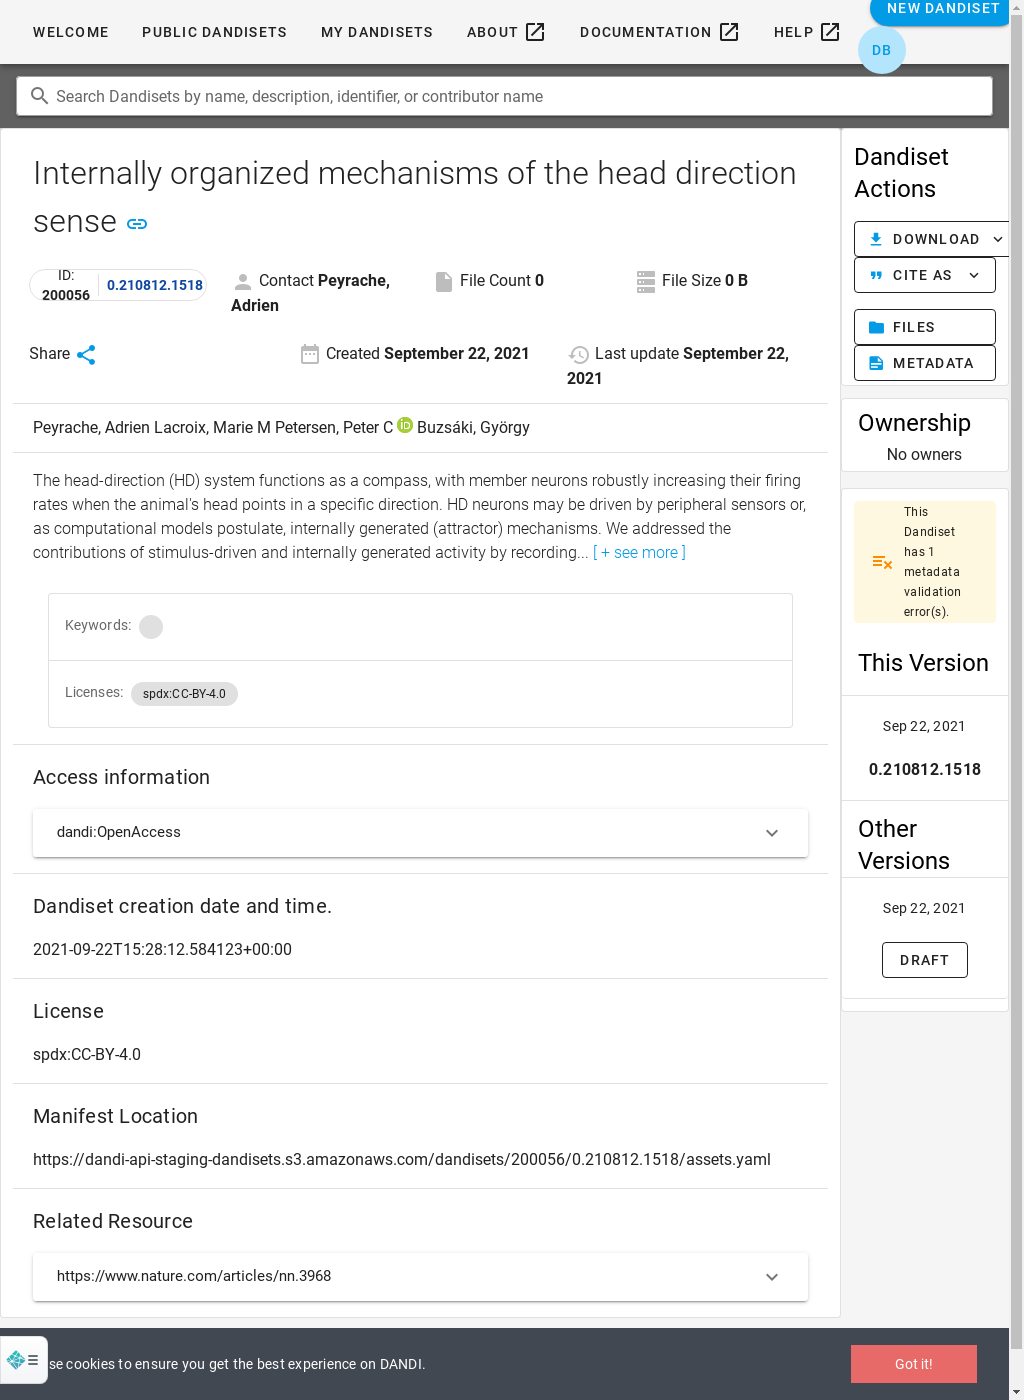 NEW DANDISET
WELCOME PUBLIC DANDISETS MY DANDISETS ABOUT DOCUMENTATION HELP
DB
Search Dandisets by name, description, identifier, or contributor name
Internally organized mechanisms of the head direction
sense
ID:
200056
0.210812.1518
Contact Peyrache,
Adrien
File Count 0
File Size 0 B
Share
Created September 22, 2021
Last update September 22,
2021
Peyrache, Adrien Lacroix, Marie M Petersen, Peter C iD Buzsáki, György
The head-direction (HD) system functions as a compass, with member neurons robustly increasing their firing
rates when the animal's head points in a specific direction. HD neurons may be driven by peripheral sensors or,
as computational models postulate, internally generated (attractor) mechanisms. We addressed the
contributions of stimulus-driven and internally generated activity by recording... [ + see more ]
Keywords:
Licenses: spdx:CC-BY-4.0
Access information
dandi:OpenAccess
Dandiset creation date and time.
2021-09-22T15:28:12.584123+00:00
License
spdx:CC-BY-4.0
Manifest Location
https://dandi-api-staging-dandisets.s3.amazonaws.com/dandisets/200056/0.210812.1518/assets.yaml
Related Resource
https://www.nature.com/articles/nn.3968
Dandiset
Actions
DOWNLOAD
CITE AS
FILES
METADATA
Ownership
No owners
This
Dandiset
has 1
metadata
validation
error(s).
This Version
Sep 22, 2021
0.210812.1518
Other
Versions
Sep 22, 2021
DRAFT
se cookies to ensure you get the best experience on DANDI.
Got it!